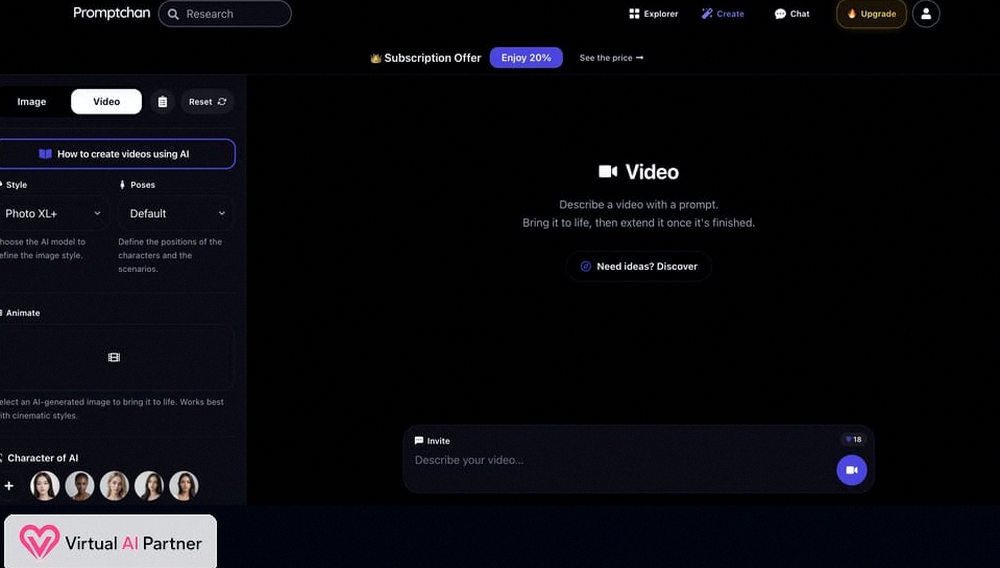 Promptchan
Research
Explorer
Create
Chat
Upgrade
Subscription Offer
Enjoy 20%
See the price →
Image
Video
Reset
How to create videos using AI
Style
Poses
Photo XL+
Default
hoose the AI model to
efine the image style.
Define the positions of the
characters and the
scenarios.
Animate
elect an AI-generated image to bring it to life. Works best
ith cinematic styles.
Character of AI
+
Video
Describe a video with a prompt.
Bring it to life, then extend it once it's finished.
Need ideas? Discover
Invite
18
Describe your video...
Virtual AI Partner